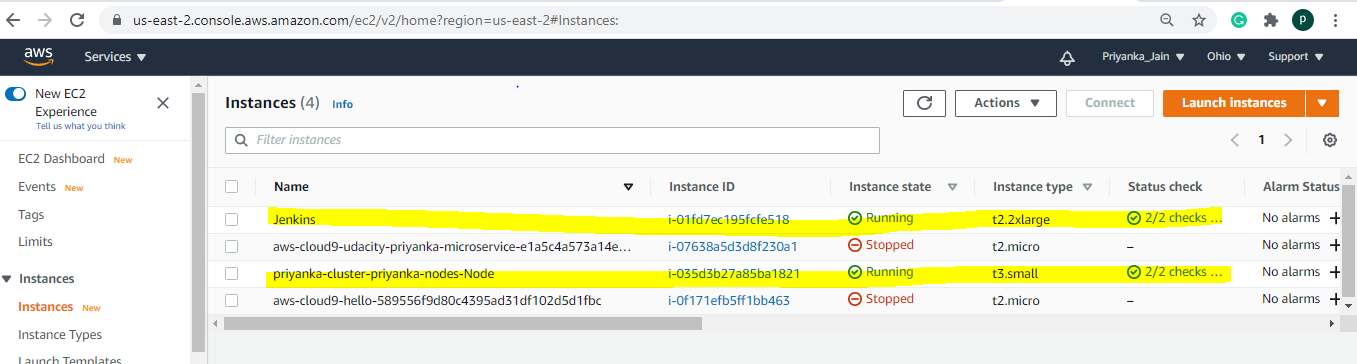 us-east-2.console.aws.amazon.com/ec2/v2/home?region=us-east-2#Instances:
p
aws Services Priyanka_Jain Ohio Support
New EC2 Experience
Tell us what you think
EC2 Dashboard New
Events New
Tags
Limits
Instances
Instances New
Instance Types
Launch Templates
Instances (4) Info Actions Connect Launch instances
Filter instances 1
Name Instance ID Instance state Instance type Status check Alarm Status
Jenkins i-01fd7ec195fcfe518 Running t2.2xlarge 2/2 checks ... No alarms +
aws-cloud9-udacity-priyanka-microservice-e1a5c4a573a14e... i-07638a5d3d8f230a1 Stopped t2.micro – No alarms +
priyanka-cluster-priyanka-nodes-Node i-035d3b27a85ba1821 Running t3.small 2/2 checks ... No alarms +
aws-cloud9-hello-589556f9d80c4395ad31df102d5d1fbc i-0f171efb5ff1bb463 Stopped t2.micro – No alarms +